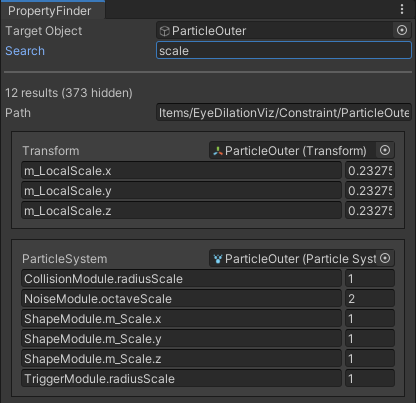 PropertyFinder
Target Object ParticleOuter
Search scale
12 results (373 hidden)
Path Items/EyeDilationViz/Constraint/ParticleOute
Transform ParticleOuter (Transform)
m_LocalScale.x 0.23275
m_LocalScale.y 0.23275
m_LocalScale.z 0.23275
ParticleSystem ParticleOuter (Particle Syst
CollisionModule.radiusScale 1
NoiseModule.octaveScale 2
ShapeModule.m_Scale.x 1
ShapeModule.m_Scale.y 1
ShapeModule.m_Scale.z 1
TriggerModule.radiusScale 1